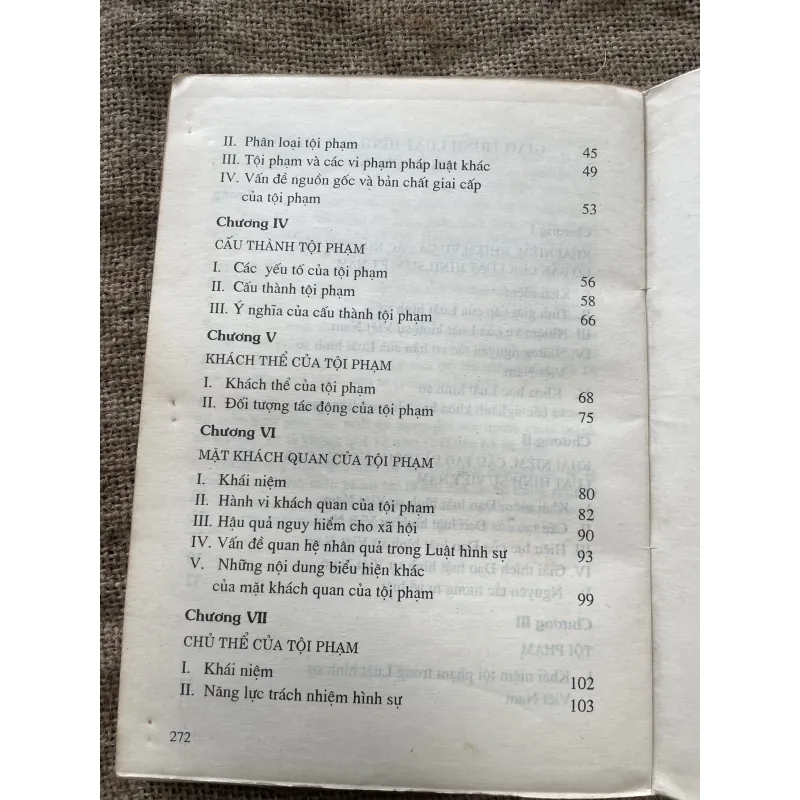 II. Phân loại tội phạm 45
III. Tội phạm và các vi phạm pháp luật khác 49
IV. Vấn đề nguồn gốc và bản chất giai cấp
của tội phạm 53
Chương IV
CẤU THÀNH TỘI PHẠM
I. Các yếu tố của tội phạm 56
II. Cấu thành tội phạm 58
III. Ý nghĩa của cấu thành tội phạm 66
Chương V
KHÁCH THỂ CỦA TỘI PHẠM
I. Khách thể của tội phạm 68
II. Đối tượng tác động của tội phạm 75
Chương VI
MẶT KHÁCH QUAN CỦA TỘI PHẠM
I. Khái niệm 80
II. Hành vi khách quan của tội phạm 82
III. Hậu quả nguy hiểm cho xã hội 90
IV. Vấn đề quan hệ nhân quả trong Luật hình sự 93
V. Những nội dung biểu hiện khác
của mặt khách quan của tội phạm 99
Chương VII
CHỦ THỂ CỦA TỘI PHẠM
I. Khái niệm 102
II. Năng lực trách nhiệm hình sự 103
272